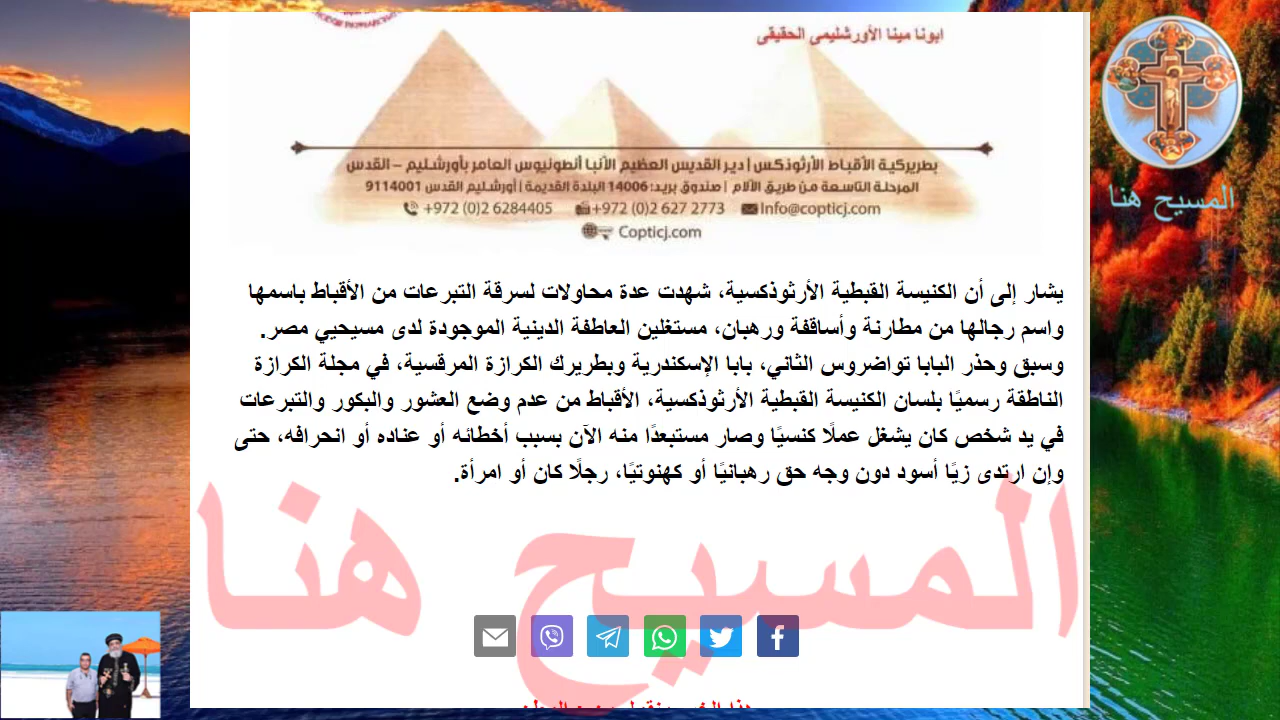 ابونا مينا الأورشليمى الحقيقى
بطريركية الأقباط الأرثوذكس | دير القديس العظيم الأنبا أنطونيوس العامر بأورشليم – القدس
المرحلة التاسعة من طريق الآلام | صندوق بريد: 14006 البلدة القديمة | أورشليم القدس 9114001
+972 (0)2 6284405 +972 (0)2 627 2773 Info@copticj.com
Copticj.com
يشار إلى أن الكنيسة القبطية الأرثوذكسية، شهدت عدة محاولات لسرقة التبرعات من الأقباط باسمها
واسم رجالها من مطارنة وأساقفة ورهبان، مستغلين العاطفة الدينية الموجودة لدى مسيحيي مصر.
وسبق وحذر البابا تواضروس الثاني، بابا الإسكندرية وبطريرك الكرازة المرقسية، في مجلة الكرازة
الناطقة رسميًا بلسان الكنيسة القبطية الأرثوذكسية، الأقباط من عدم وضع العشور والبكور والتبرعات
في يد شخص كان يشغل عملًا كنسيًا وصار مستبعدًا منه الآن بسبب أخطائه أو عناده أو انحرافه، حتى
وإن ارتدى زيًا أسود دون وجه حق رهبانيًا أو كهنوتيًا، رجلًا كان أو امرأة.
المسيح هنا
المسيح هنا